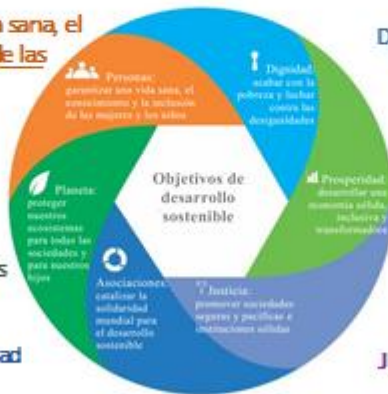 sana, el
de las
D
Personas:
garantizar una vida sana, el
conocimiento y la inclusión
de las mujeres y los niños
Dignidad:
acabar con la
pobreza y luchar
contra las
desigualdades
Prosperidad:
desarrollar una
economía sólida,
inclusiva y
transformadora
Objetivos de
desarrollo
sostenible
Planeta:
proteger
nuestros
ecosistemas
para todas las
sociedades y
para nuestros
hijos
s
Asociaciones:
catalizar la
solidaridad
mundial para
el desarrollo
sostenible
Justicia:
promover sociedades
seguras y pacíficas e
instituciones sólidas
ad
J